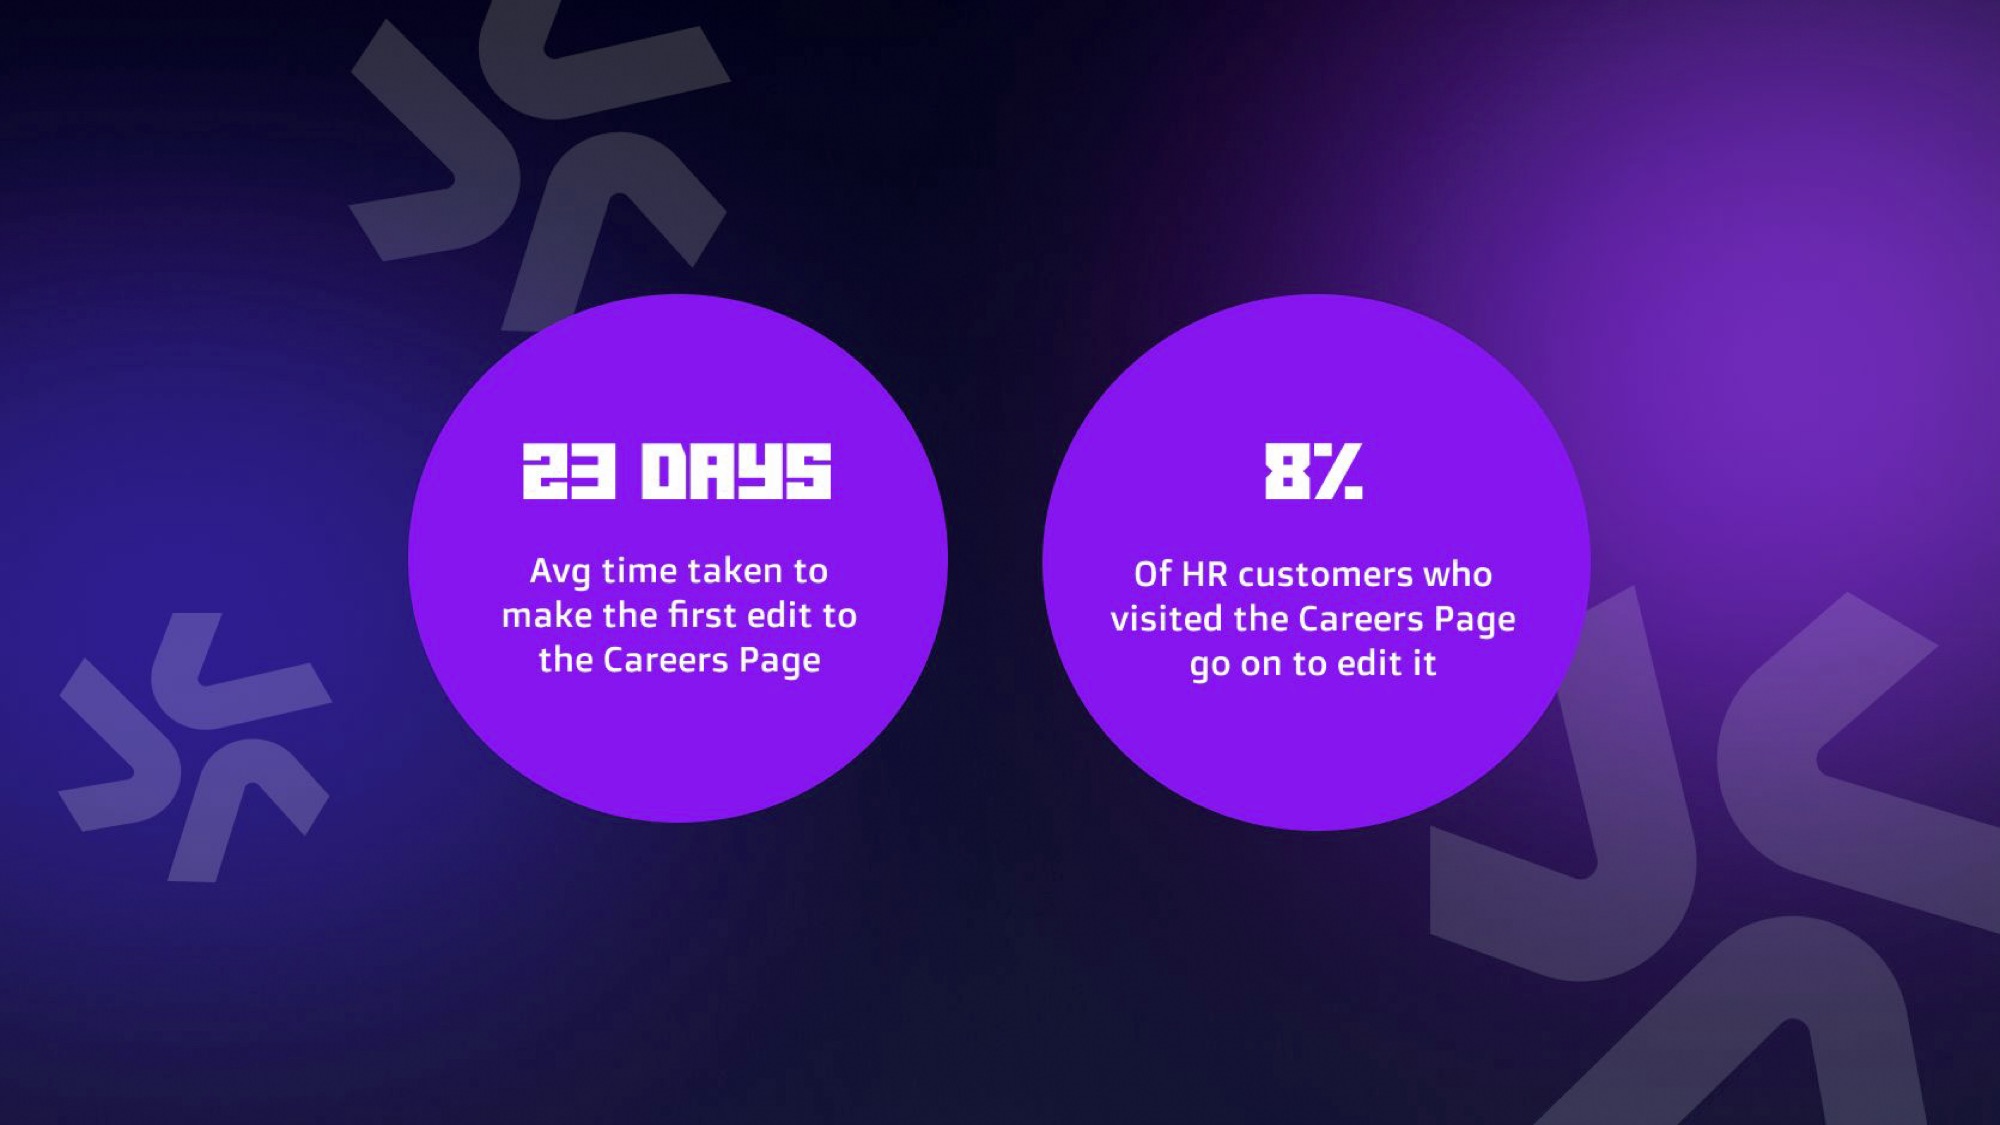 23 DAYS
Avg time taken to
make the first edit to
the Careers Page
8%
Of HR customers who
visited the Careers Page
go on to edit it